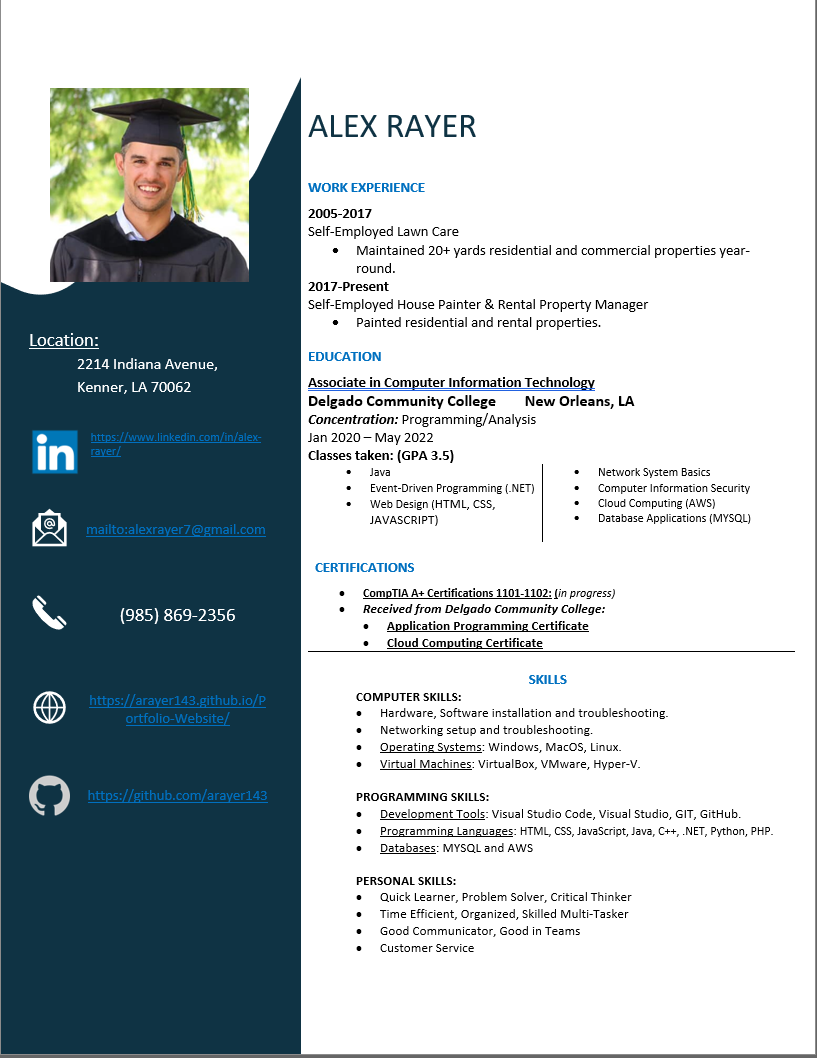 ALEX RAYER
WORK EXPERIENCE
2005-2017
Self-Employed Lawn Care
• Maintained 20+ yards residential and commercial properties year-
round.
2017-Present
Self-Employed House Painter & Rental Property Manager
• Painted residential and rental properties.
EDUCATION
Associate in Computer Information Technology
Delgado Community College New Orleans, LA
Concentration: Programming/Analysis
Jan 2020 – May 2022
Classes taken: (GPA 3.5)
• Java
• Event-Driven Programming (.NET)
• Web Design (HTML, CSS,
JAVASCRIPT)
• Network System Basics
• Computer Information Security
• Cloud Computing (AWS)
• Database Applications (MYSQL)
CERTIFICATIONS
• CompTIA A+ Certifications 1101-1102: (in progress)
• Received from Delgado Community College:
• Application Programming Certificate
• Cloud Computing Certificate
SKILLS
COMPUTER SKILLS:
• Hardware, Software installation and troubleshooting.
• Networking setup and troubleshooting.
• Operating Systems: Windows, MacOS, Linux.
• Virtual Machines: VirtualBox, VMware, Hyper-V.
PROGRAMMING SKILLS:
• Development Tools: Visual Studio Code, Visual Studio, GIT, GitHub.
• Programming Languages: HTML, CSS, JavaScript, Java, C++, .NET, Python, PHP.
• Databases: MYSQL and AWS
PERSONAL SKILLS:
• Quick Learner, Problem Solver, Critical Thinker
• Time Efficient, Organized, Skilled Multi-Tasker
• Good Communicator, Good in Teams
• Customer Service
Location:
2214 Indiana Avenue,
Kenner, LA 70062
in
https://www.linkedin.com/in/alex-
rayer/
@
mailto:alexrayer7@gmail.com
(985) 869-2356
https://arayer143.github.io/P
ortfolio-Website/
https://github.com/arayer143